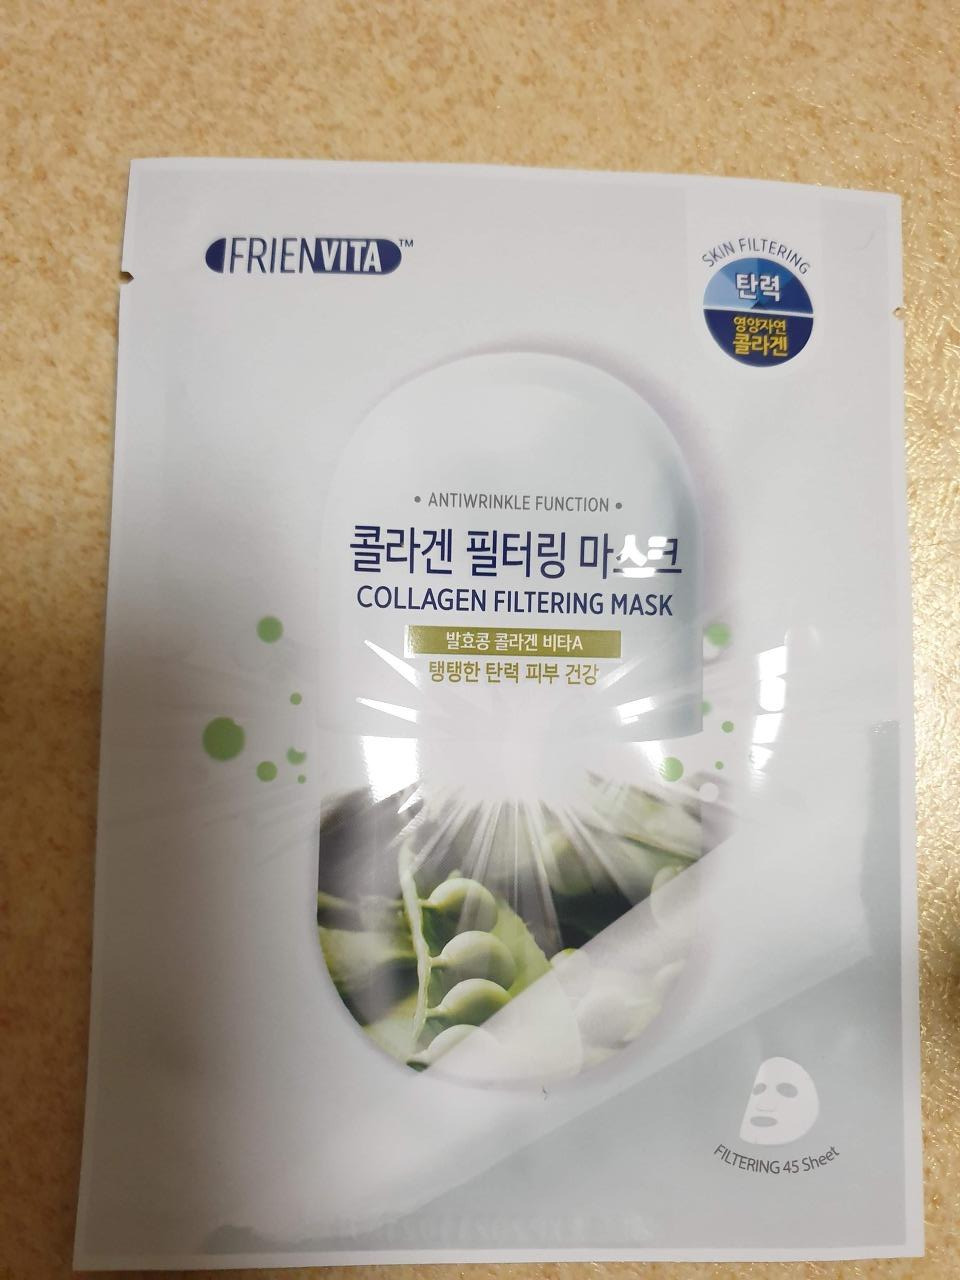 FRIENVITA™
SKIN FILTERING
탄력
영양자연
콜라겐
• ANTIWRINKLE FUNCTION •
콜라겐 필터링 마스크
COLLAGEN FILTERING MASK
발효콩 콜라겐 비타A
탱탱한 탄력 피부 건강
FILTERING 45 Sheet